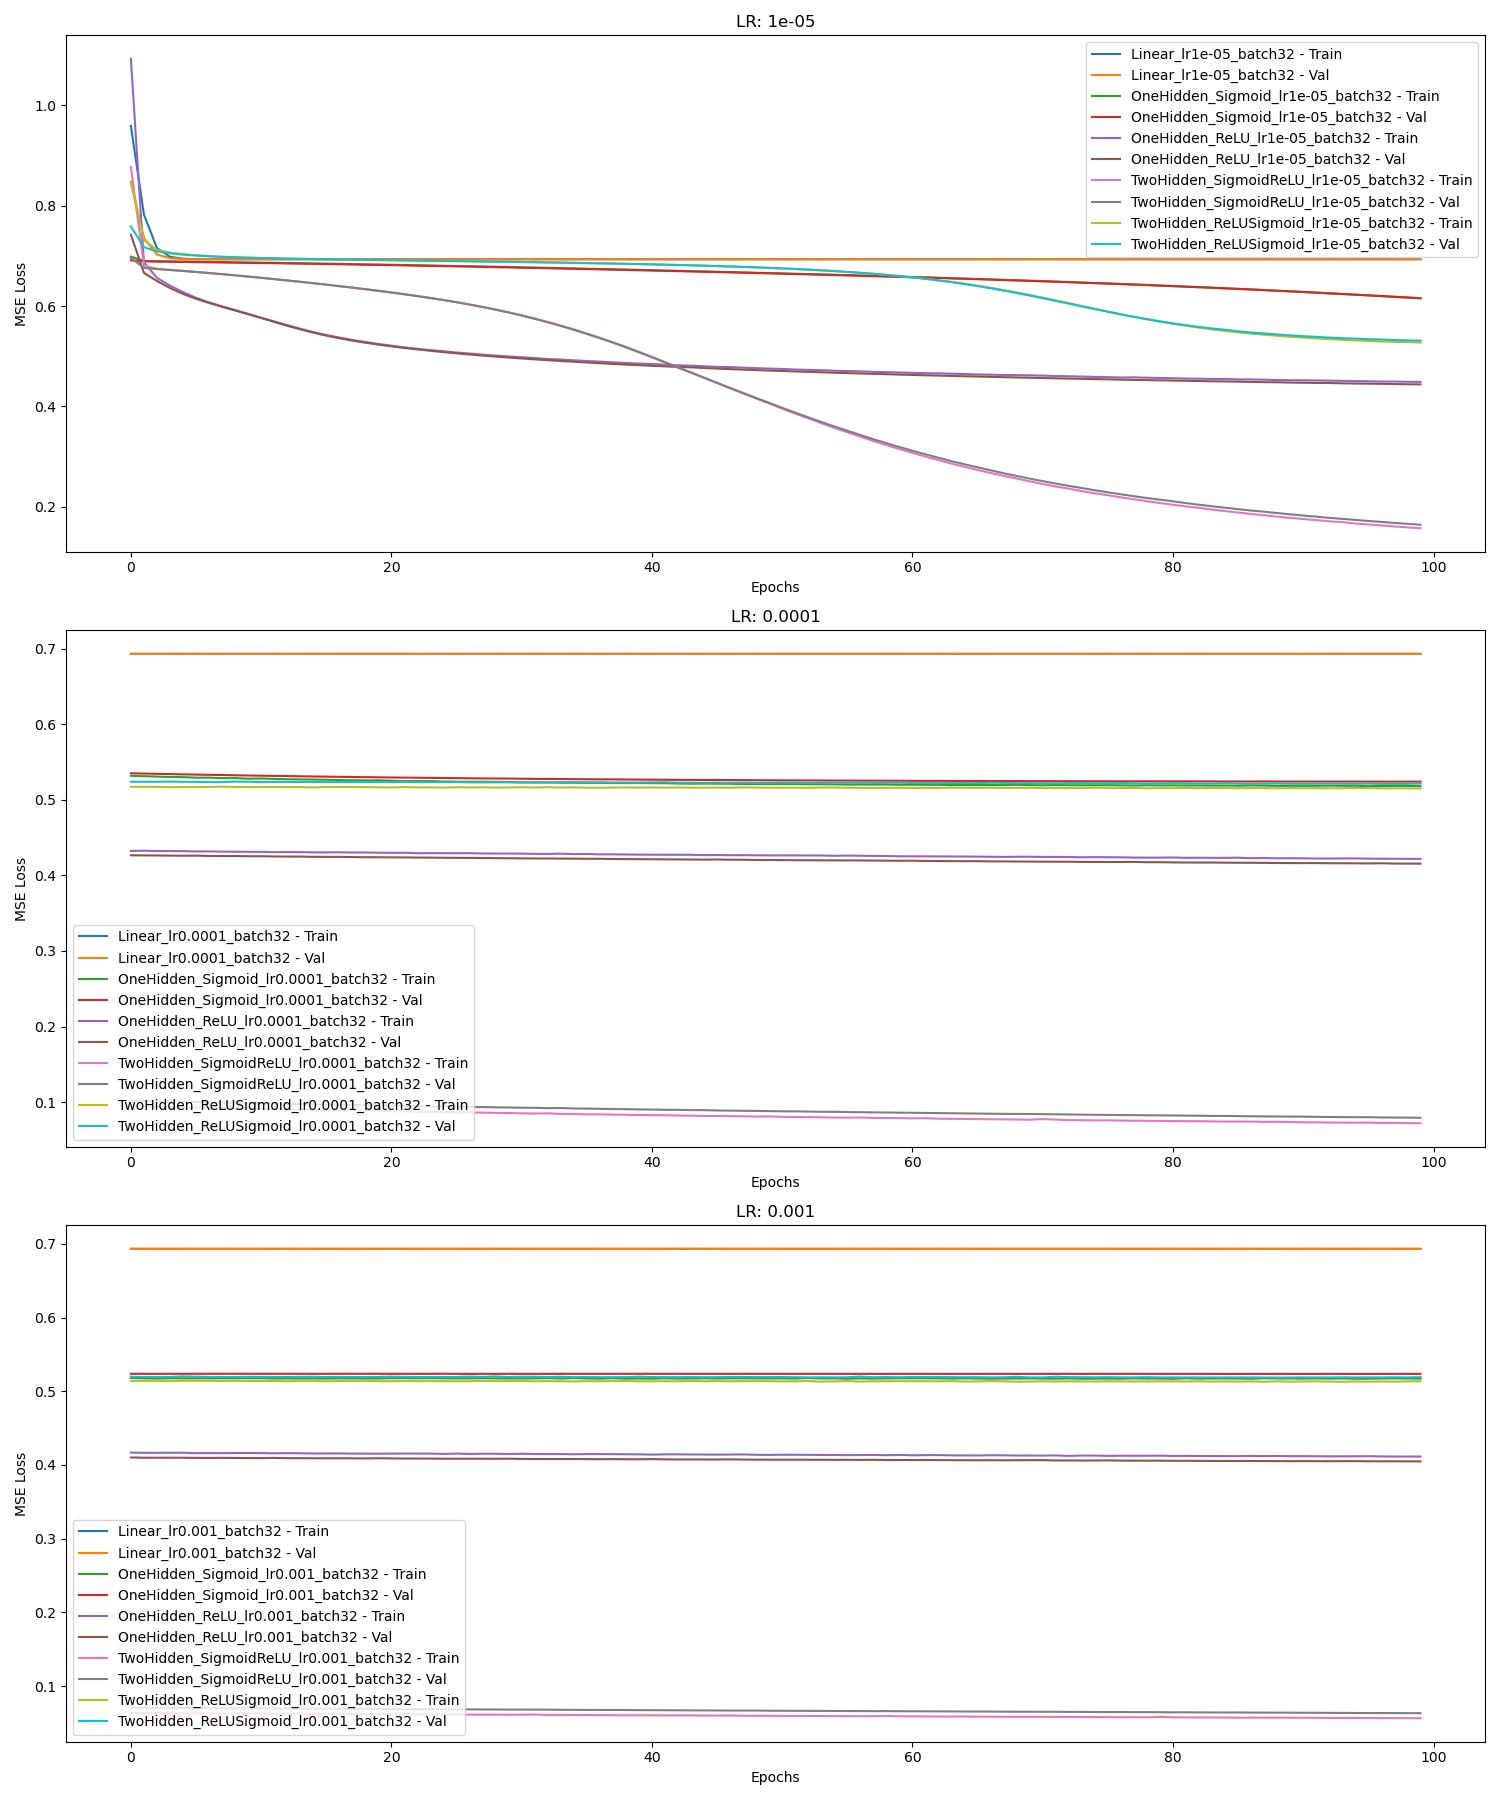 LR: 1e-05
MSE Loss
1.0
0.8
0.6
0.4
0.2
Linear_lr1e-05_batch32 - Train
Linear_lr1e-05_batch32 - Val
OneHidden_Sigmoid_lr1e-05_batch32 - Train
OneHidden_Sigmoid_lr1e-05_batch32 - Val
OneHidden_ReLU_lr1e-05_batch32 - Train
OneHidden_ReLU_lr1e-05_batch32 - Val
TwoHidden_SigmoidReLU_lr1e-05_batch32 - Train
TwoHidden_SigmoidReLU_lr1e-05_batch32 - Val
TwoHidden_ReLUSigmoid_lr1e-05_batch32 - Train
TwoHidden_ReLUSigmoid_lr1e-05_batch32 - Val
0 20 40 60 80 100
Epochs
LR: 0.0001
MSE Loss
0.7
0.6
0.5
0.4
0.3
0.2
0.1
Linear_lr0.0001_batch32 - Train
Linear_lr0.0001_batch32 - Val
OneHidden_Sigmoid_lr0.0001_batch32 - Train
OneHidden_Sigmoid_lr0.0001_batch32 - Val
OneHidden_ReLU_lr0.0001_batch32 - Train
OneHidden_ReLU_lr0.0001_batch32 - Val
TwoHidden_SigmoidReLU_lr0.0001_batch32 - Train
TwoHidden_SigmoidReLU_lr0.0001_batch32 - Val
TwoHidden_ReLUSigmoid_lr0.0001_batch32 - Train
TwoHidden_ReLUSigmoid_lr0.0001_batch32 - Val
0 20 40 60 80 100
Epochs
LR: 0.001
MSE Loss
0.7
0.6
0.5
0.4
0.3
0.2
0.1
Linear_lr0.001_batch32 - Train
Linear_lr0.001_batch32 - Val
OneHidden_Sigmoid_lr0.001_batch32 - Train
OneHidden_Sigmoid_lr0.001_batch32 - Val
OneHidden_ReLU_lr0.001_batch32 - Train
OneHidden_ReLU_lr0.001_batch32 - Val
TwoHidden_SigmoidReLU_lr0.001_batch32 - Train
TwoHidden_SigmoidReLU_lr0.001_batch32 - Val
TwoHidden_ReLUSigmoid_lr0.001_batch32 - Train
TwoHidden_ReLUSigmoid_lr0.001_batch32 - Val
0 20 40 60 80 100
Epochs